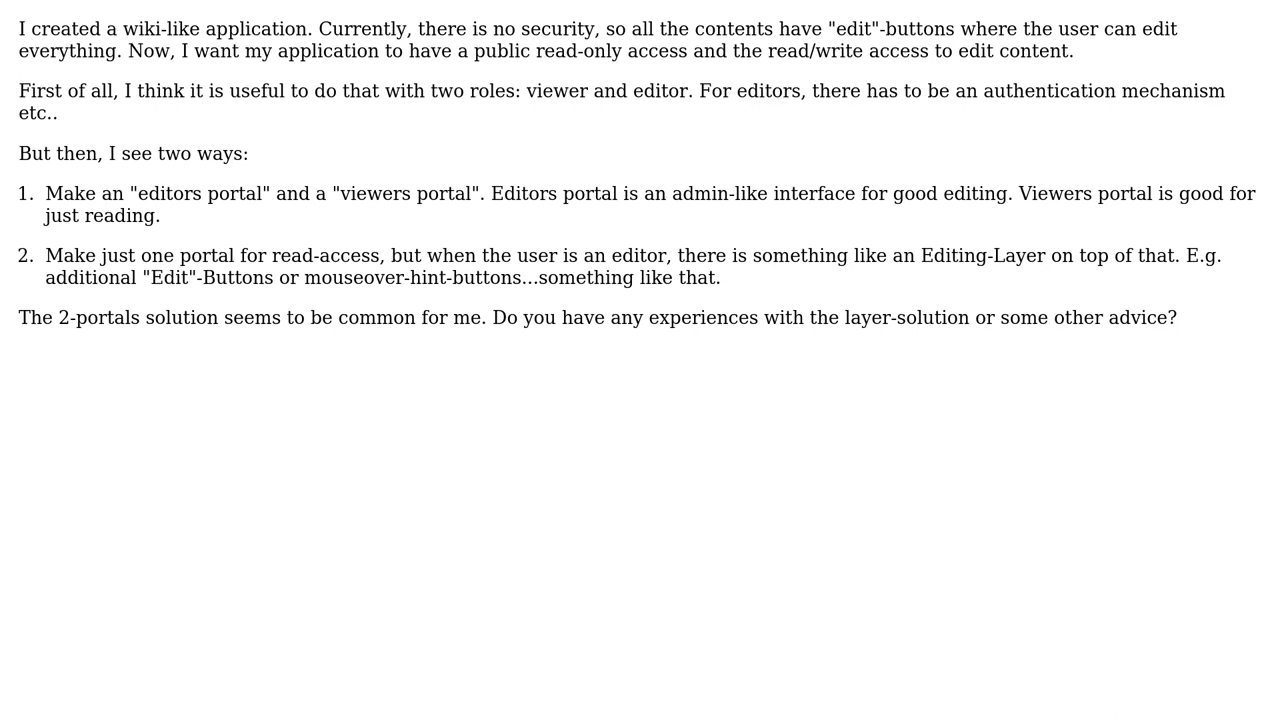 I created a wiki-like application. Currently, there is no security, so all the contents have "edit"-buttons where the user can edit
everything. Now, I want my application to have a public read-only access and the read/write access to edit content.
First of all, I think it is useful to do that with two roles: viewer and editor. For editors, there has to be an authentication mechanism
etc..
But then, I see two ways:
1. Make an "editors portal" and a "viewers portal". Editors portal is an admin-like interface for good editing. Viewers portal is good for
just reading.
2. Make just one portal for read-access, but when the user is an editor, there is something like an Editing-Layer on top of that. E.g.
additional "Edit"-Buttons or mouseover-hint-buttons...something like that.
The 2-portals solution seems to be common for me. Do you have any experiences with the layer-solution or some other advice?